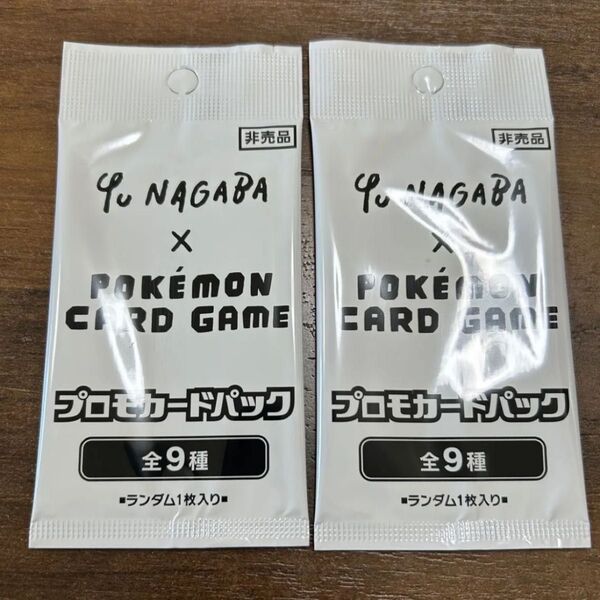 非売品
YU NAGABA
×
POKÉMON
CARD GAME
プロモカードパック
全9種
■ランダム1枚入り■
非売品
YU NAGABA
×
POKÉMON
CARD GAME
プロモカードパック
全9種
■ランダム1枚入り■